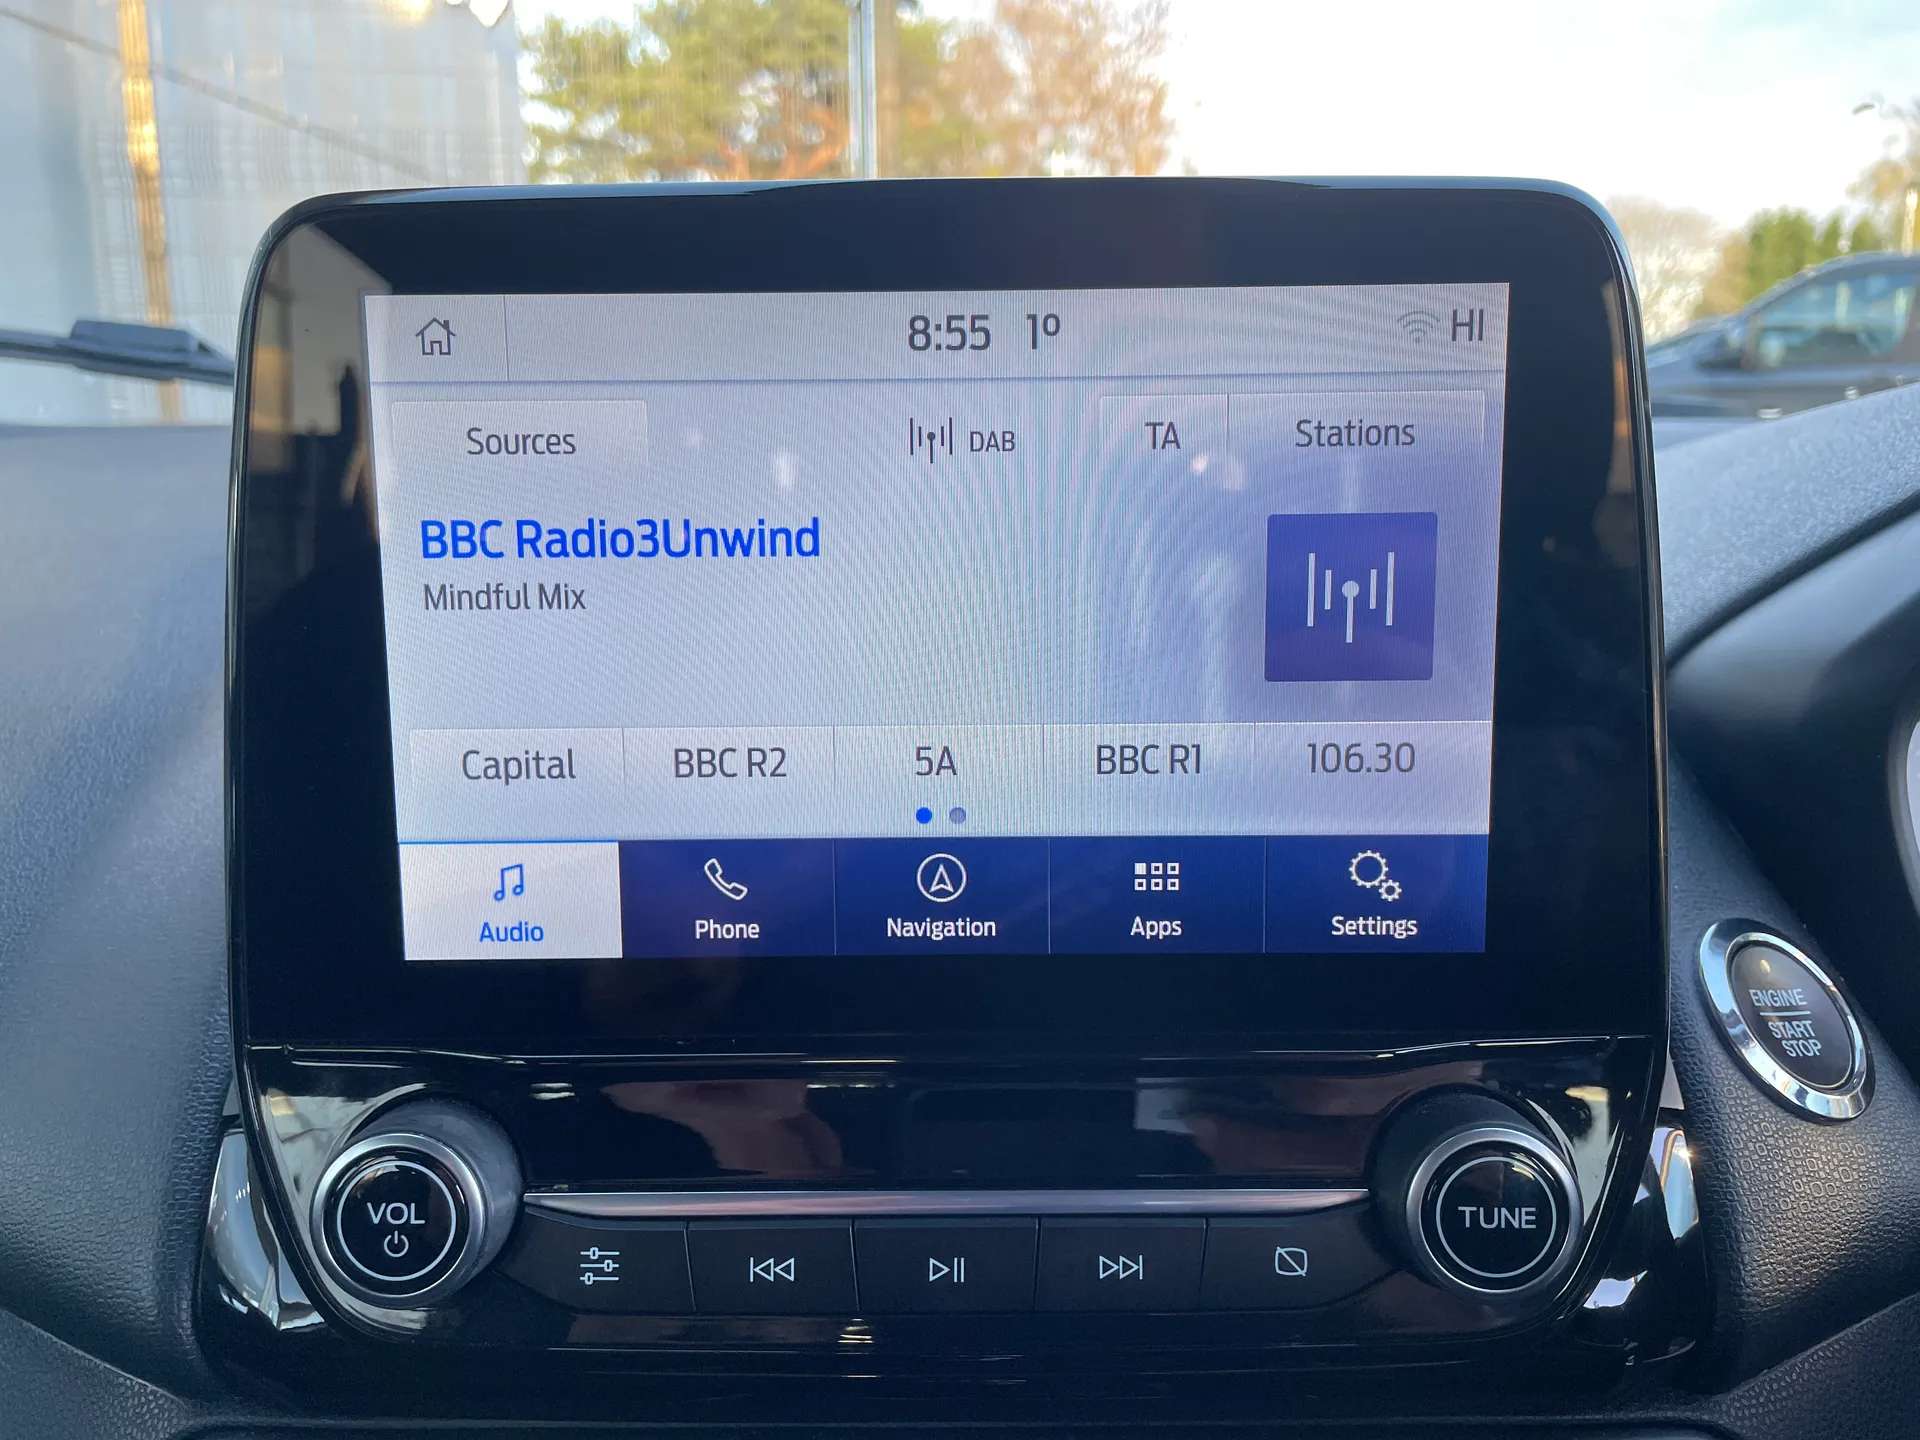 8:55 1° HI
Sources DAB TA Stations
BBC Radio3Unwind
Mindful Mix
Capital BBC R2 5A BBC R1 106.30
Audio Phone Navigation Apps Settings
ENGINE
START
STOP
VOL
TUNE